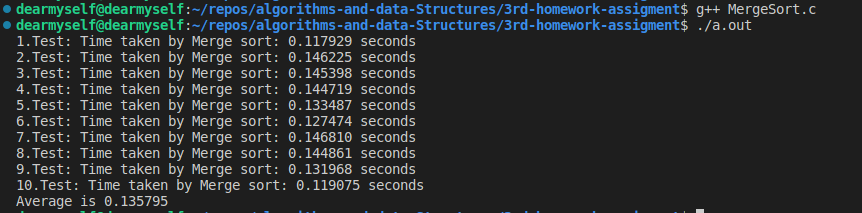 dearmyself@dearmyself:~/repos/algorithms-and-data-Structures/3rd-homework-assigment$ g++ MergeSort.c
dearmyself@dearmyself:~/repos/algorithms-and-data-Structures/3rd-homework-assigment$ ./a.out
1.Test: Time taken by Merge sort: 0.117929 seconds
2.Test: Time taken by Merge sort: 0.146225 seconds
3.Test: Time taken by Merge sort: 0.145398 seconds
4.Test: Time taken by Merge sort: 0.144719 seconds
5.Test: Time taken by Merge sort: 0.133487 seconds
6.Test: Time taken by Merge sort: 0.127474 seconds
7.Test: Time taken by Merge sort: 0.146810 seconds
8.Test: Time taken by Merge sort: 0.144861 seconds
9.Test: Time taken by Merge sort: 0.131968 seconds
10.Test: Time taken by Merge sort: 0.119075 seconds
Average is 0.135795